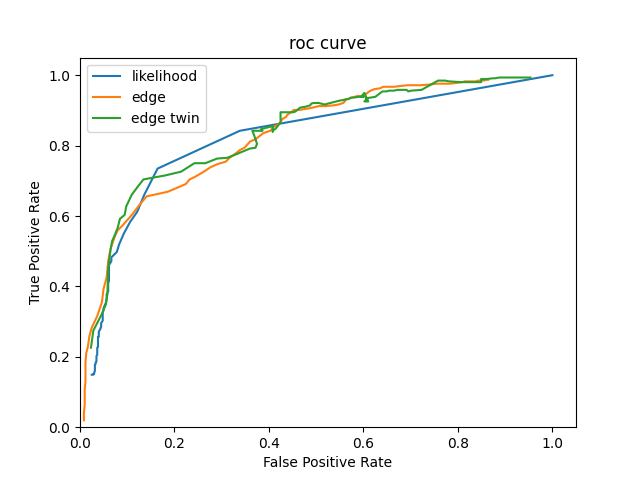 roc curve
likelihood
edge
edge twin
True Positive Rate
1.0
0.8
0.6
0.4
0.2
0.0
0.0 0.2 0.4 0.6 0.8 1.0
False Positive Rate